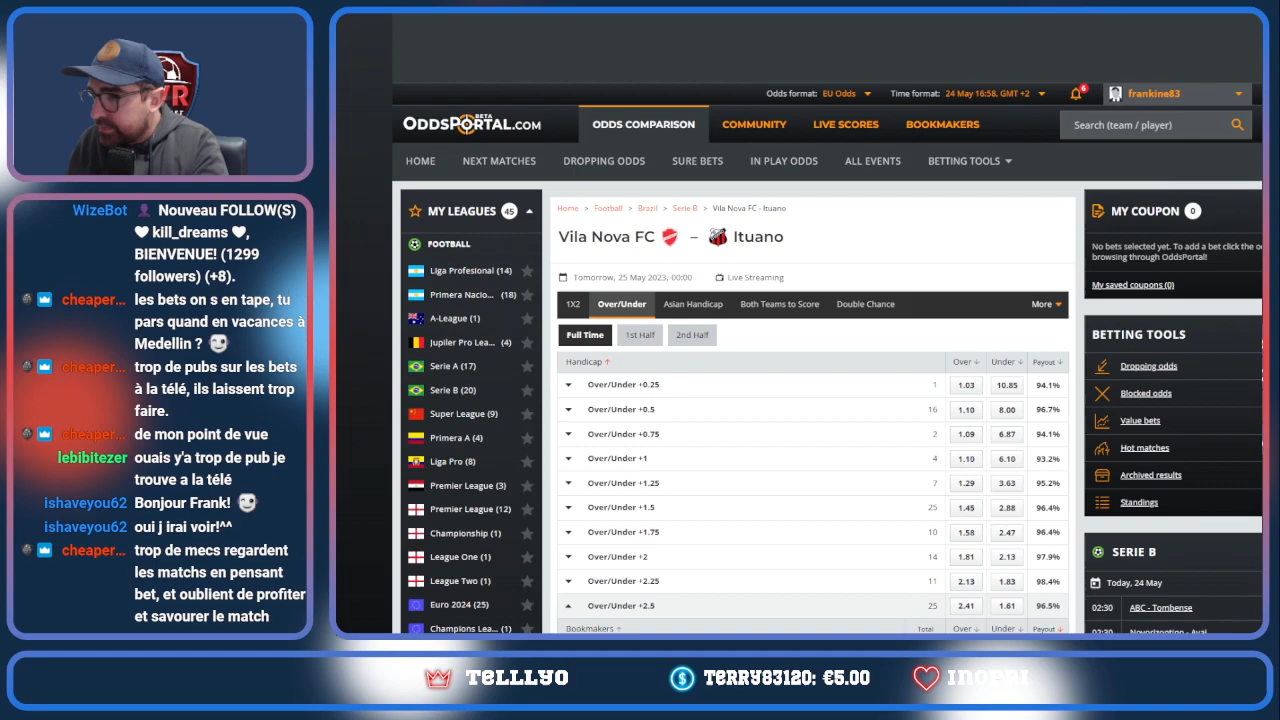 WizeBot Nouveau FOLLOW(S)
kill_dreams ,
BIENVENUE! (1299
followers) (+8).
cheaper... les bets on s en tape, tu
pars quand en vacances à
Medellin ?
cheaper... trop de pubs sur les bets
à la télé, ils laissent trop
faire.
cheaper... de mon point de vue
lebibitezer ouais y'a trop de pub je
trouve a la télé
ishaveyou62 Bonjour Frank!
ishaveyou62 oui j irai voir!^^
cheaper... trop de mecs regardent
les matchs en pensant
bet, et oublient de profiter
et savourer le match
Odds format: EU Odds Time format: 24 May 16:58, GMT +2 6 frankine83
ODDSPORTAL.COM BETA ODDS COMPARISON COMMUNITY LIVE SCORES BOOKMAKERS Search (team / player)
HOME NEXT MATCHES DROPPING ODDS SURE BETS IN PLAY ODDS ALL EVENTS BETTING TOOLS
MY LEAGUES 45
FOOTBALL
Liga Profesional (14)
Primera Nacio... (18)
A-League (1)
Jupiler Pro Lea... (4)
Serie A (17)
Serie B (20)
Super League (9)
Primera A (4)
Liga Pro (8)
Premier League (3)
Premier League (12)
Championship (1)
League One (1)
League Two (1)
Euro 2024 (25)
Champions Lea... (1)
Home > Football > Brazil > Serie B > Vila Nova FC - Ituano
Vila Nova FC – Ituano
Tomorrow, 25 May 2023, 00:00 Live Streaming
1X2 Over/Under Asian Handicap Both Teams to Score Double Chance More
Full Time 1st Half 2nd Half
Handicap Over Under Payout
Over/Under +0.25 1 1.03 10.85 94.1%
Over/Under +0.5 16 1.10 8.00 96.7%
Over/Under +0.75 2 1.09 6.87 94.1%
Over/Under +1 4 1.10 6.10 93.2%
Over/Under +1.25 7 1.29 3.63 95.2%
Over/Under +1.5 25 1.45 2.88 96.4%
Over/Under +1.75 10 1.58 2.47 96.4%
Over/Under +2 14 1.81 2.13 97.9%
Over/Under +2.25 11 2.13 1.83 98.4%
Over/Under +2.5 25 2.41 1.61 96.5%
Bookmakers Total Over Under Payout
MY COUPON 0
No bets selected yet. To add a bet click the o
browsing through OddsPortal!
My saved coupons (0)
BETTING TOOLS
Dropping odds
Blocked odds
Value bets
Hot matches
Archived results
Standings
SERIE B
Today, 24 May
02:30 ABC - Tombense
TELLLYO TERRY83120: €5.00